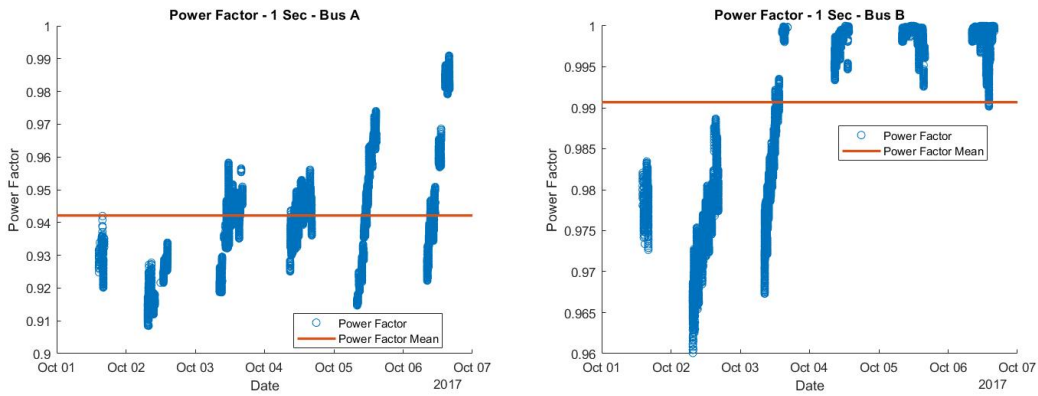 Power Factor - 1 Sec - Bus A
1
0.99
0.98
0.97
0.96
0.95
0.94
0.93
0.92
0.91
0.9
Power Factor
Power Factor
Power Factor Mean
Oct 01 Oct 02 Oct 03 Oct 04 Oct 05 Oct 06 Oct 07
Date
2017
Power Factor - 1 Sec - Bus B
1
0.995
0.99
0.985
0.98
0.975
0.97
0.965
0.96
Power Factor
Power Factor
Power Factor Mean
Oct 01 Oct 02 Oct 03 Oct 04 Oct 05 Oct 06 Oct 07
Date
2017